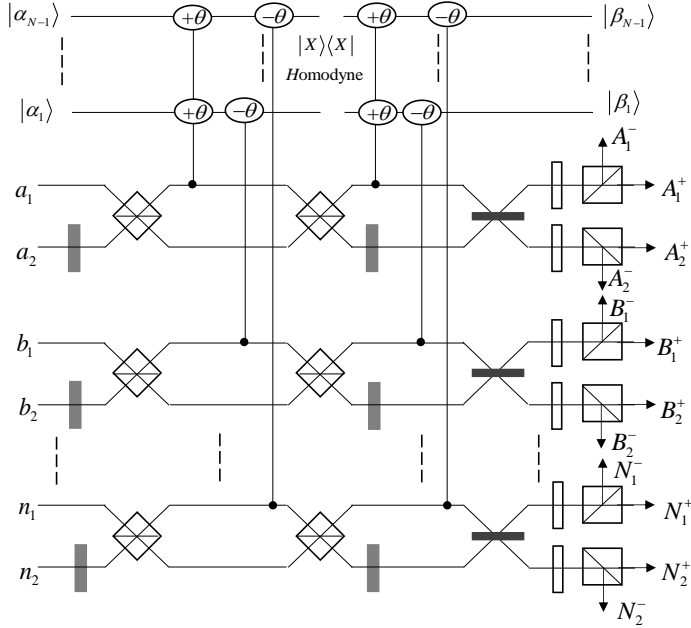 |α_{N-1}⟩ +θ −θ +θ −θ |β_{N-1}⟩
|X⟩⟨X|
Homodyne
|α_1⟩ +θ −θ +θ −θ |β_1⟩
A_1^-
a_1 A_1^+
a_2 A_2^+
A_2^-
B_1^-
b_1 B_1^+
b_2 B_2^+
B_2^-
N_1^-
n_1 N_1^+
n_2 N_2^+
N_2^-